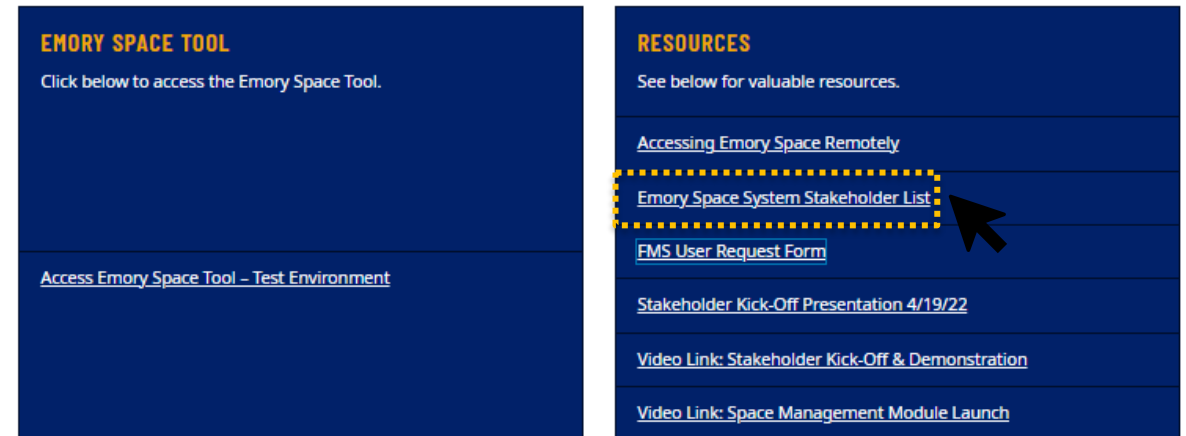 EMORY SPACE TOOL
Click below to access the Emory Space Tool.
Access Emory Space Tool – Test Environment
RESOURCES
See below for valuable resources.
Accessing Emory Space Remotely
Emory Space System Stakeholder List
FMS User Request Form
Stakeholder Kick-Off Presentation 4/19/22
Video Link: Stakeholder Kick-Off & Demonstration
Video Link: Space Management Module Launch